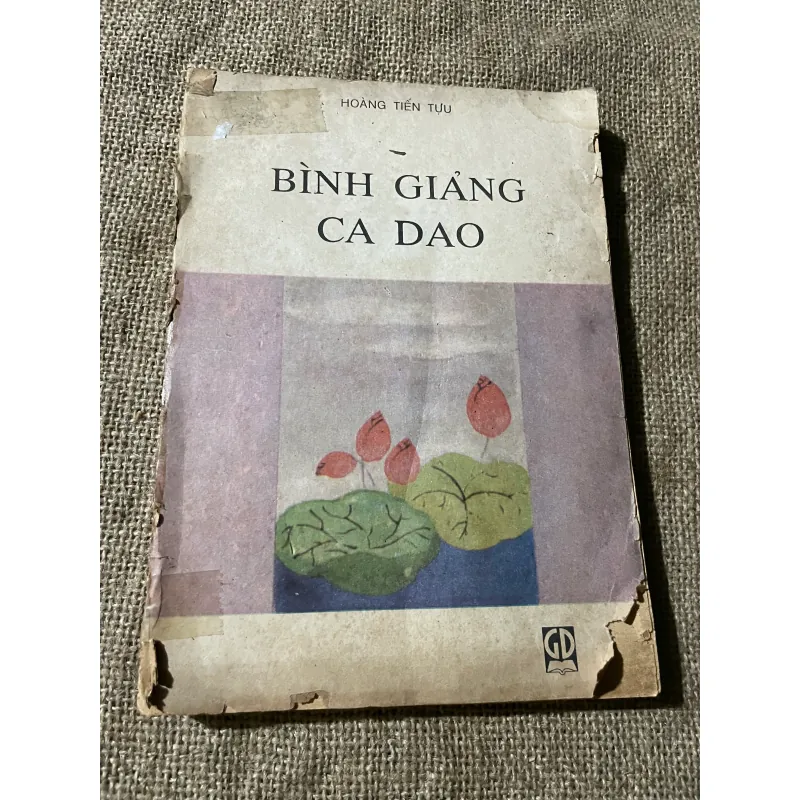 HOÀNG TIẾN TỰU
BÌNH GIẢNG
CA DAO
GD